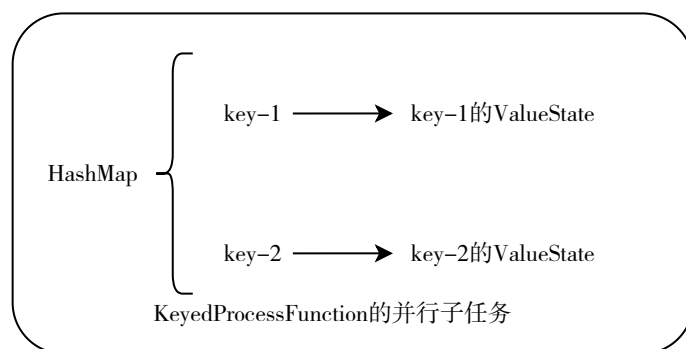 key-1 key-1的ValueState
HashMap
key-2 key-2的ValueState
KeyedProcessFunction的并行子任务